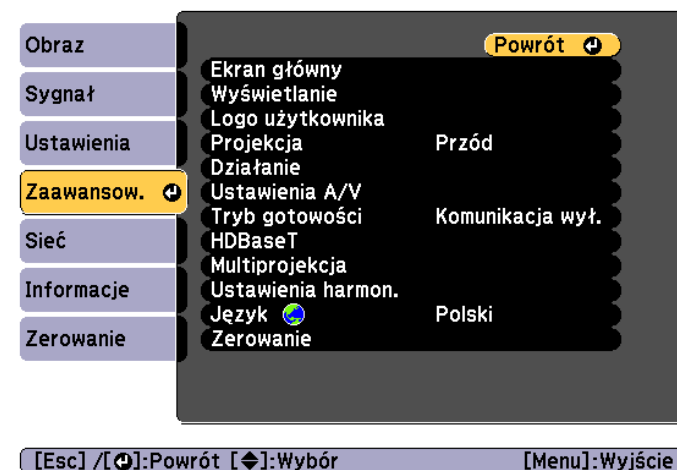 Obraz
Sygnał
Ustawienia
Zaawansow.
Sieć
Informacje
Zerowanie
Powrót
Ekran główny
Wyświetlanie
Logo użytkownika
Projekcja Przód
Działanie
Ustawienia A/V
Tryb gotowości Komunikacja wył.
HDBaseT
Multiprojekcja
Ustawienia harmon.
Język Polski
Zerowanie
[Esc] /[⏎]:Powrót [◆]:Wybór [Menu]:Wyjście